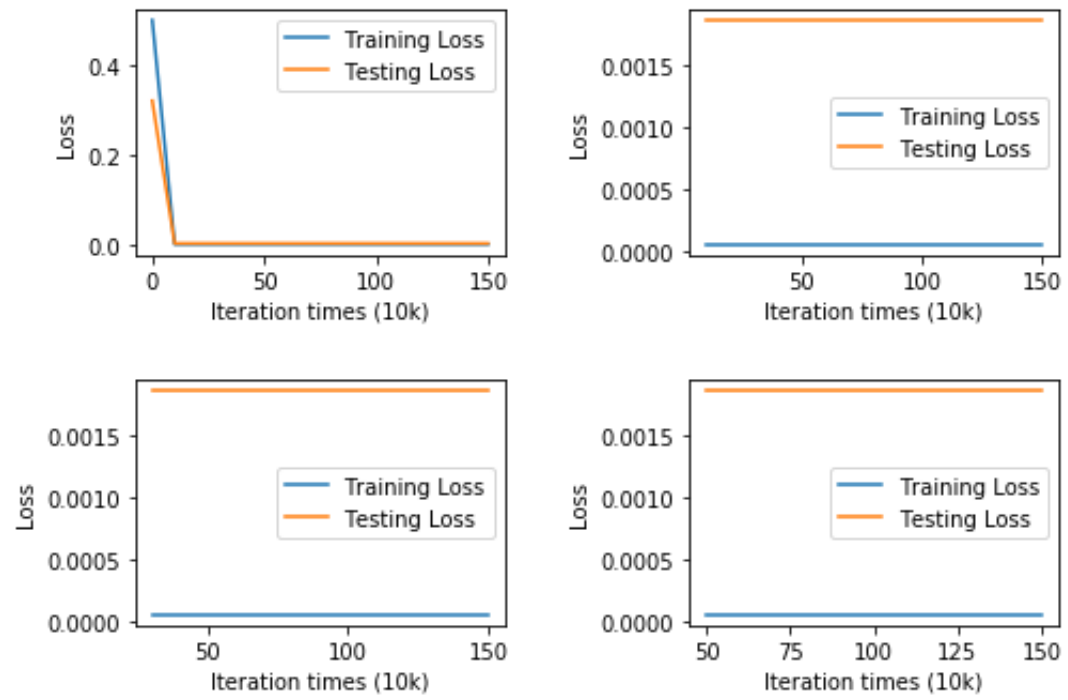 Training Loss
Testing Loss
0.4
0.2
0.0
Loss
0 50 100 150
Iteration times (10k)
0.0015
0.0010
0.0005
0.0000
Loss
Training Loss
Testing Loss
50 100 150
Iteration times (10k)
0.0015
0.0010
0.0005
0.0000
Loss
Training Loss
Testing Loss
50 100 150
Iteration times (10k)
0.0015
0.0010
0.0005
0.0000
Loss
Training Loss
Testing Loss
50 75 100 125 150
Iteration times (10k)